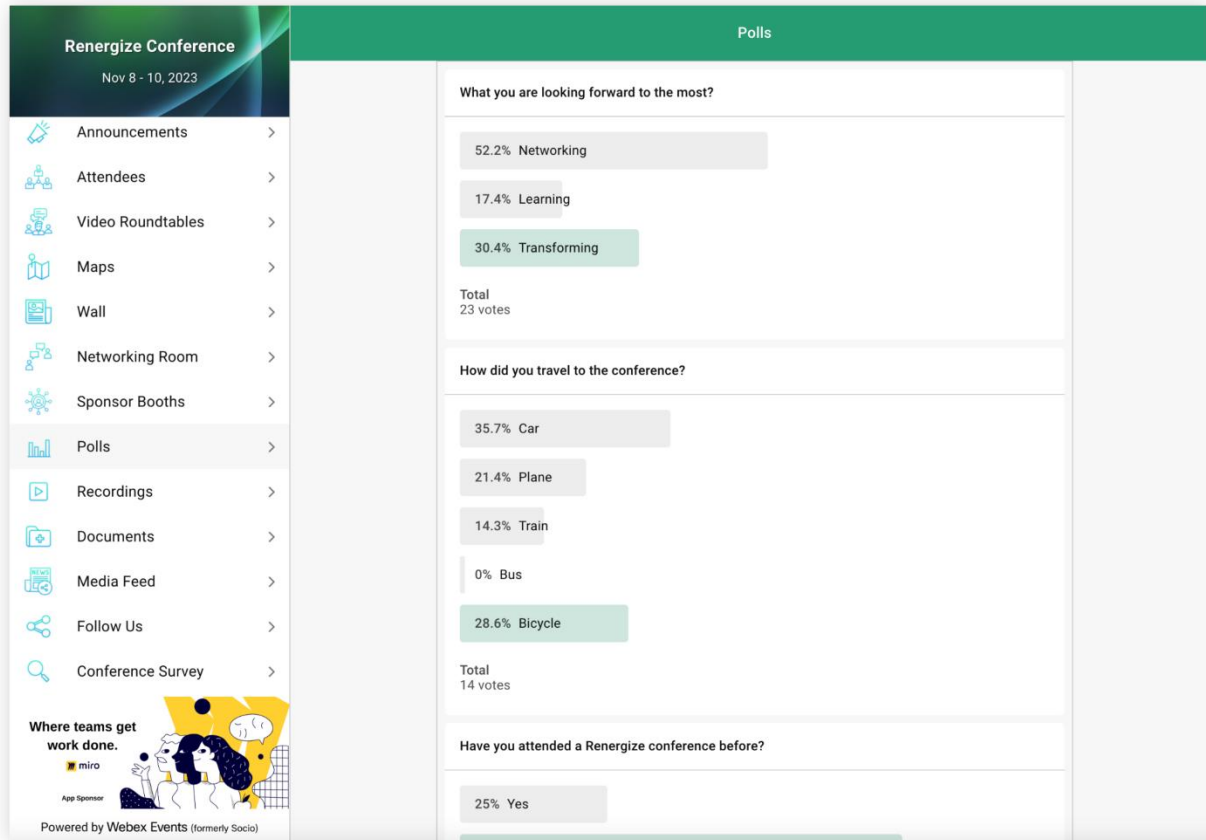 Renergize Conference
Nov 8 - 10, 2023
Announcements
Attendees
Video Roundtables
Maps
Wall
Networking Room
Sponsor Booths
Polls
Recordings
Documents
Media Feed
Follow Us
Conference Survey
Where teams get
work done.
miro
App Sponsor
Powered by Webex Events (formerly Socio)
Polls
What you are looking forward to the most?
52.2% Networking
17.4% Learning
30.4% Transforming
Total
23 votes
How did you travel to the conference?
35.7% Car
21.4% Plane
14.3% Train
0% Bus
28.6% Bicycle
Total
14 votes
Have you attended a Renergize conference before?
25% Yes